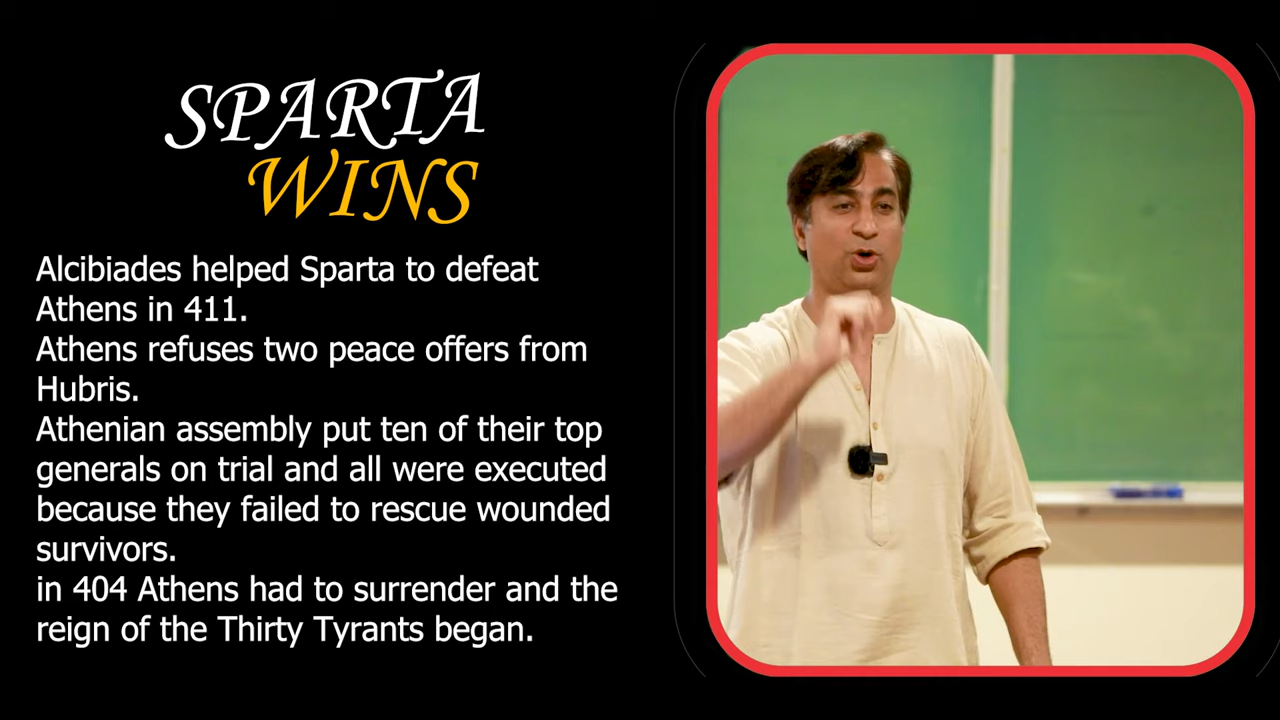 SPARTA
WINS
Alcibiades helped Sparta to defeat
Athens in 411.
Athens refuses two peace offers from
Hubris.
Athenian assembly put ten of their top
generals on trial and all were executed
because they failed to rescue wounded
survivors.
in 404 Athens had to surrender and the
reign of the Thirty Tyrants began.